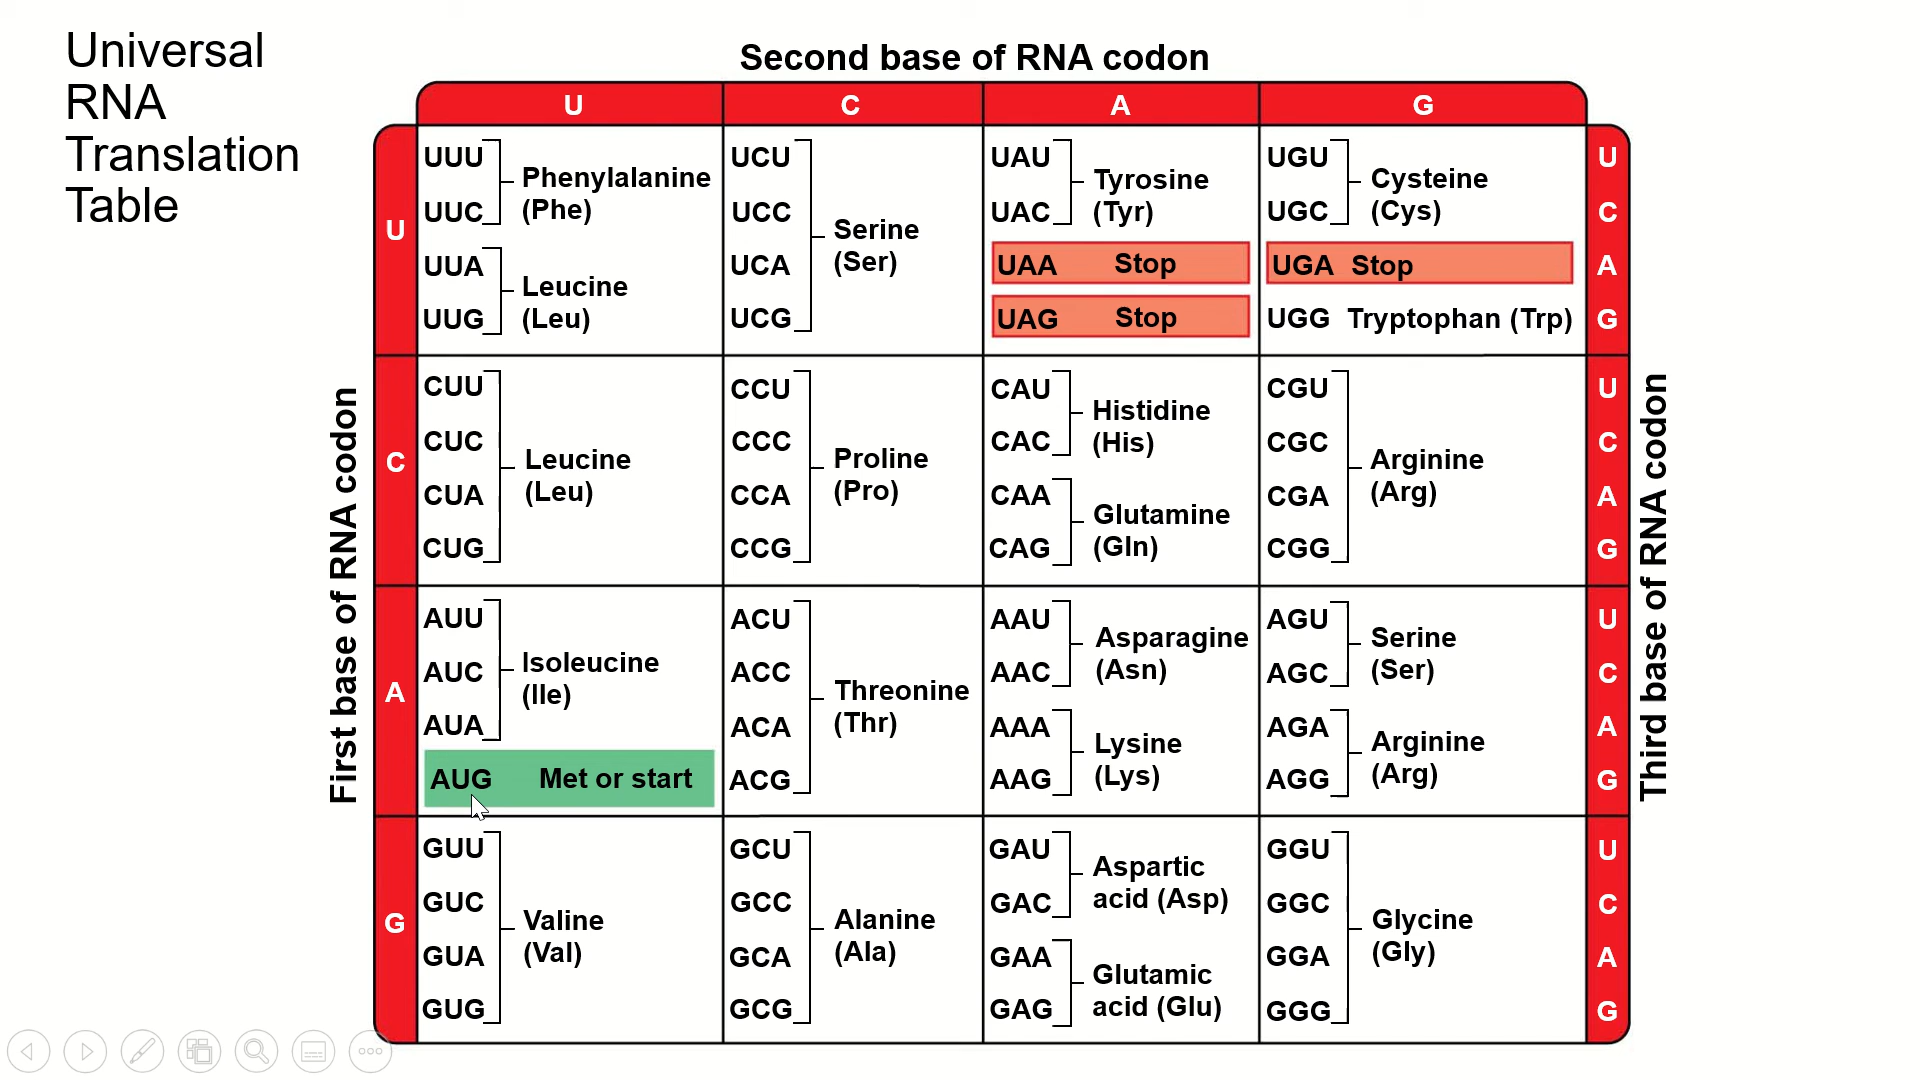 Universal
RNA
Translation
Table
Second base of RNA codon
U C A G
First base of RNA codon
Third base of RNA codon
U
UUU
UUC
Phenylalanine
(Phe)
UUA
UUG
Leucine
(Leu)
UCU
UCC
UCA
UCG
Serine
(Ser)
UAU
UAC
Tyrosine
(Tyr)
UAA Stop
UAG Stop
UGU
UGC
Cysteine
(Cys)
UGA Stop
UGG Tryptophan (Trp)
U
C
A
G
C
CUU
CUC
CUA
CUG
Leucine
(Leu)
CCU
CCC
CCA
CCG
Proline
(Pro)
CAU
CAC
Histidine
(His)
CAA
CAG
Glutamine
(Gln)
CGU
CGC
CGA
CGG
Arginine
(Arg)
U
C
A
G
A
AUU
AUC
AUA
Isoleucine
(Ile)
AUG Met or start
ACU
ACC
ACA
ACG
Threonine
(Thr)
AAU
AAC
Asparagine
(Asn)
AAA
AAG
Lysine
(Lys)
AGU
AGC
Serine
(Ser)
AGA
AGG
Arginine
(Arg)
U
C
A
G
G
GUU
GUC
GUA
GUG
Valine
(Val)
GCU
GCC
GCA
GCG
Alanine
(Ala)
GAU
GAC
Aspartic
acid (Asp)
GAA
GAG
Glutamic
acid (Glu)
GGU
GGC
GGA
GGG
Glycine
(Gly)
U
C
A
G